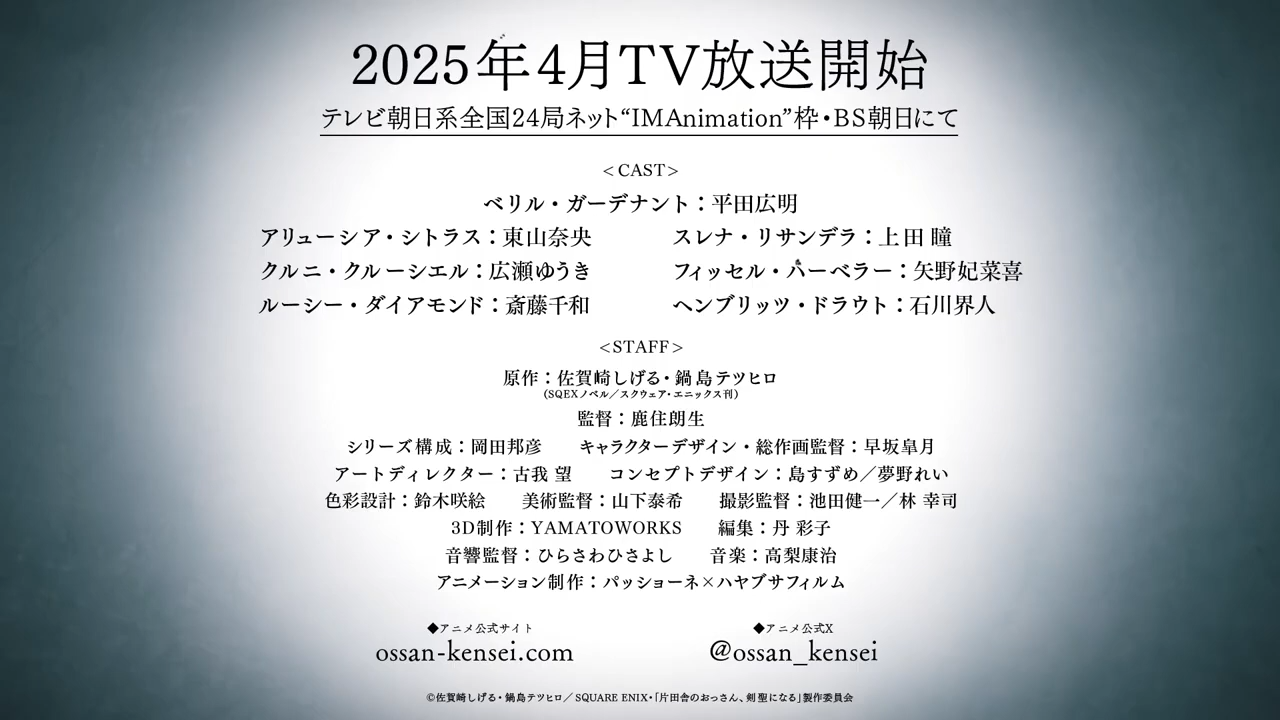 2025年4月TV放送開始
テレビ朝日系全国24局ネット“IMAnimation”枠・BS朝日にて
<CAST>
ベリル・ガーデナント：平田広明
アリューシア・シトラス：東山奈央　スレナ・リサンデラ：上田 瞳
クルニ・クルーシエル：広瀬ゆうき　フィッセル・ハーベラー：矢野妃菜喜
ルーシー・ダイアモンド：斎藤千和　ヘンブリッツ・ドラウト：石川界人
<STAFF>
原作：佐賀崎しげる・鍋島テツヒロ
(SQEXノベル／スクウェア・エニックス刊)
監督：鹿住朗生
シリーズ構成：岡田邦彦　キャラクターデザイン・総作画監督：早坂皐月
アートディレクター：古我 望　コンセプトデザイン：島すずめ／夢野れい
色彩設計：鈴木咲絵　美術監督：山下泰希　撮影監督：池田健一／林 幸司
3D制作：YAMATOWORKS　編集：丹 彩子
音響監督：ひらさわひさよし　音楽：高梨康治
アニメーション制作：パッショーネ×ハヤブサフィルム
◆アニメ公式サイト　◆アニメ公式X
ossan-kensei.com　@ossan_kensei
©佐賀崎しげる・鍋島テツヒロ／SQUARE ENIX・「片田舎のおっさん、剣聖になる」製作委員会